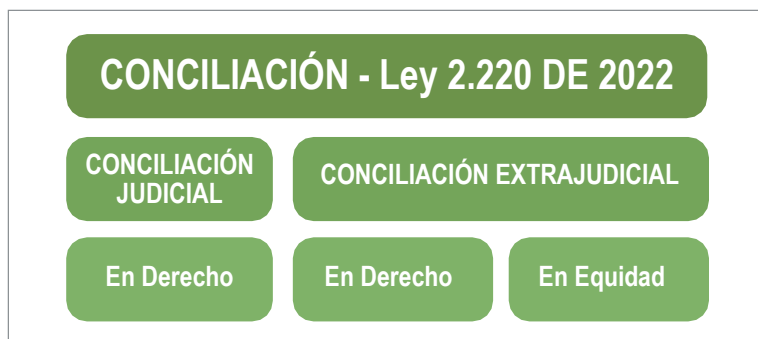 CONCILIACIÓN - Ley 2.220 DE 2022
CONCILIACIÓN
JUDICIAL
CONCILIACIÓN EXTRAJUDICIAL
En Derecho
En Derecho
En Equidad